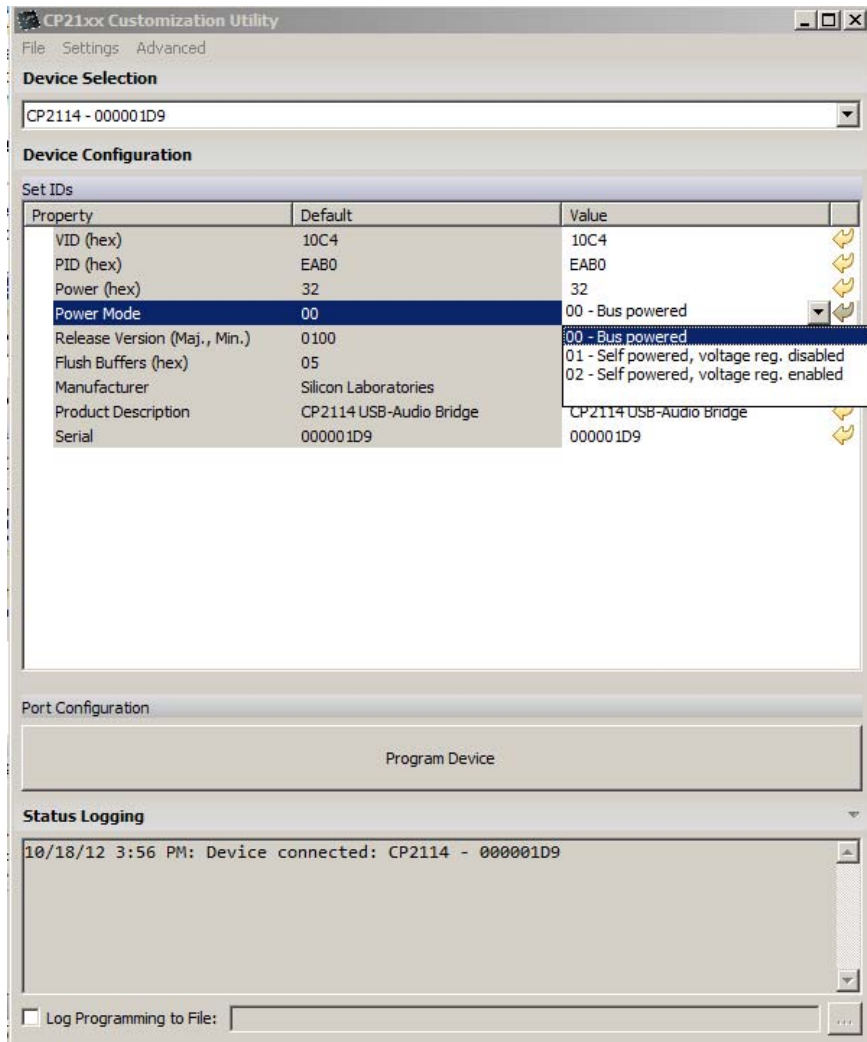 CP21xx Customization Utility
File Settings Advanced
Device Selection
CP2114 - 000001D9
Device Configuration
Set IDs
Property Default Value
VID (hex) 10C4 10C4
PID (hex) EAB0 EAB0
Power (hex) 32 32
Power Mode 00 00 - Bus powered
Release Version (Maj., Min.) 0100 00 - Bus powered
01 - Self powered, voltage reg. disabled
Flush Buffers (hex) 05 02 - Self powered, voltage reg. enabled
Manufacturer Silicon Laboratories
Product Description CP2114 USB-Audio Bridge CP2114 USB-Audio Bridge
Serial 000001D9 000001D9
Port Configuration
Program Device
Status Logging
10/18/12 3:56 PM: Device connected: CP2114 - 000001D9
Log Programming to File:
...